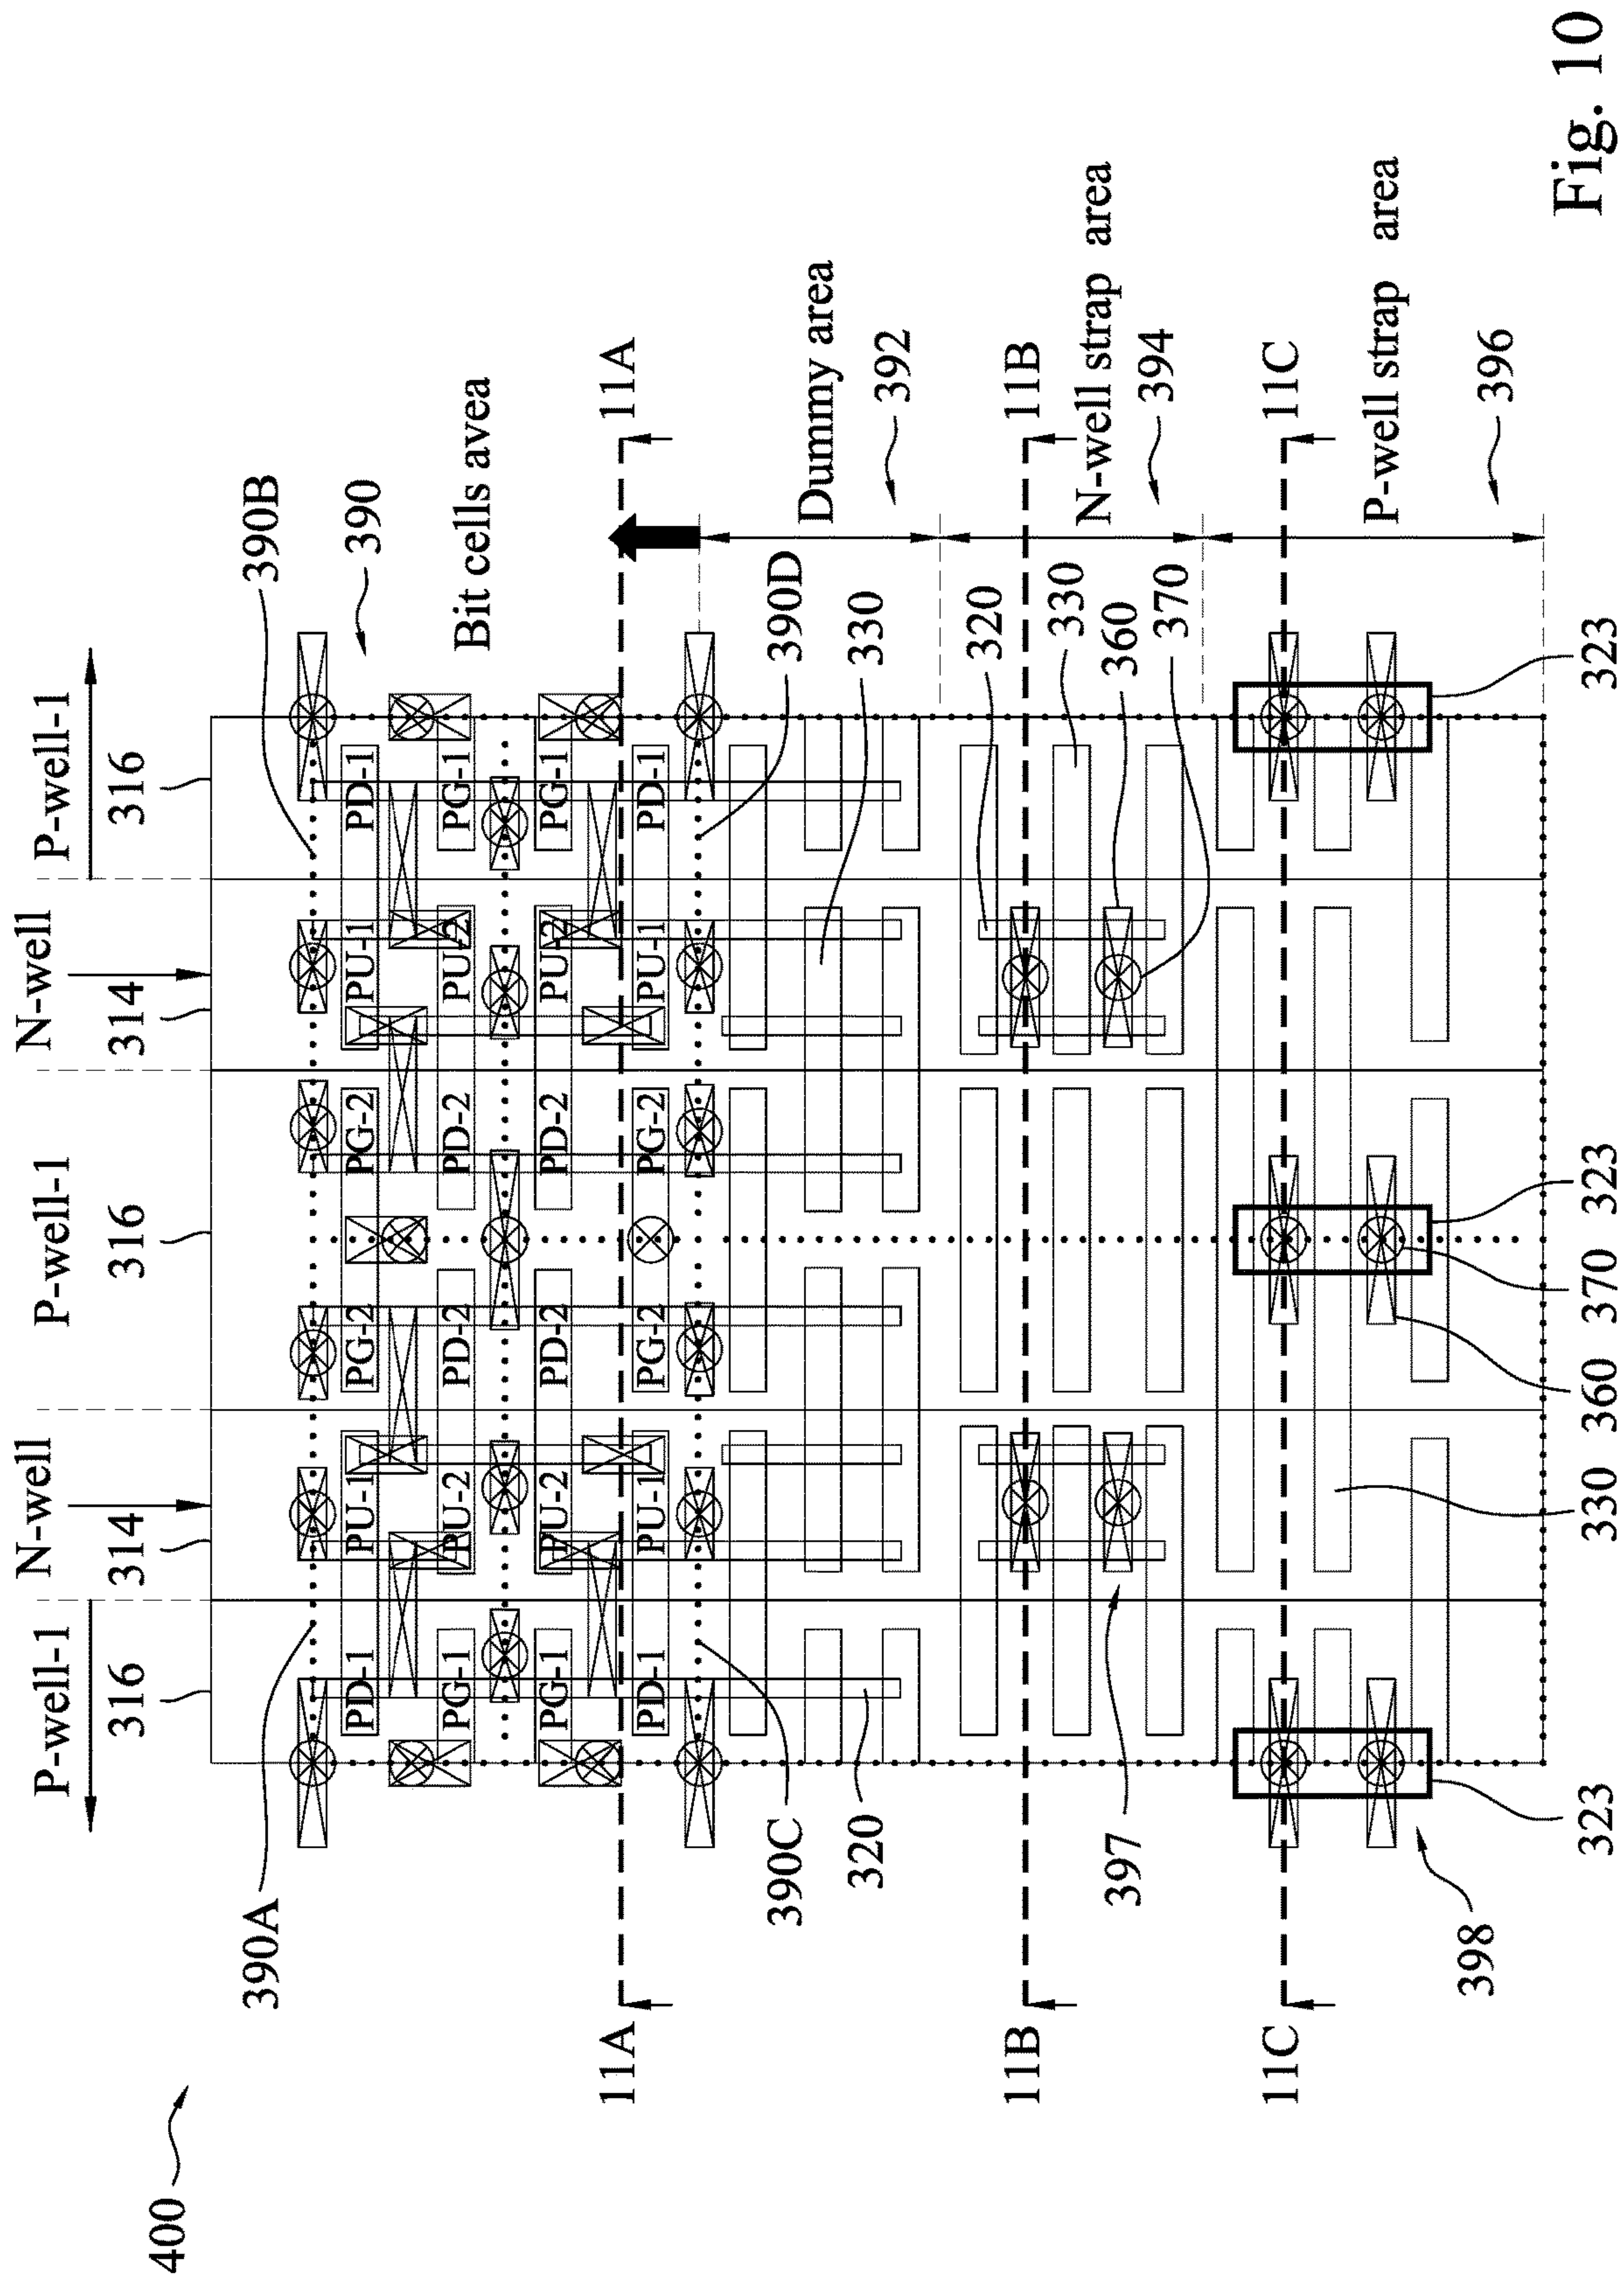 400
P-well-1
N-well
P-well-1
N-well
P-well-1
316
314
316
314
316
390A
390B
390
Bit cells avea
PD-1
PU-1
PG-2
PG-2
PU-1
PD-1
PG-1
PU-2
PD-2
PD-2
PU-2
PG-1
PG-1
PU-2
PD-2
PD-2
PU-2
PG-1
11A
11A
PD-1
PU-1
PG-2
PG-2
PU-1
PD-1
390C
390D
320
330
Dummy area
392
11B
11B
320
330
360
370
N-well strap area
394
397
11C
11C
P-well strap area
396
398
323
330
360
370
323
323
Fig. 10